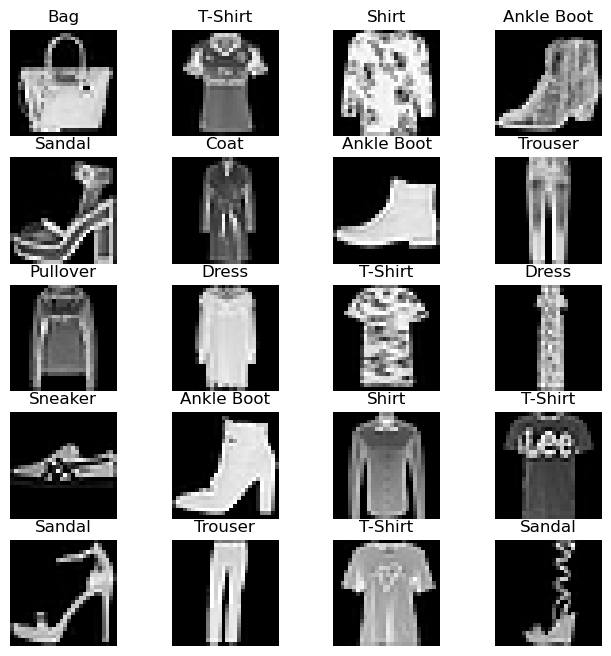 Bag T-Shirt Shirt Ankle Boot
Sandal Coat Ankle Boot Trouser
Pullover Dress T-Shirt Dress
Sneaker Ankle Boot Shirt T-Shirt
Lee
Sandal Trouser T-Shirt Sandal